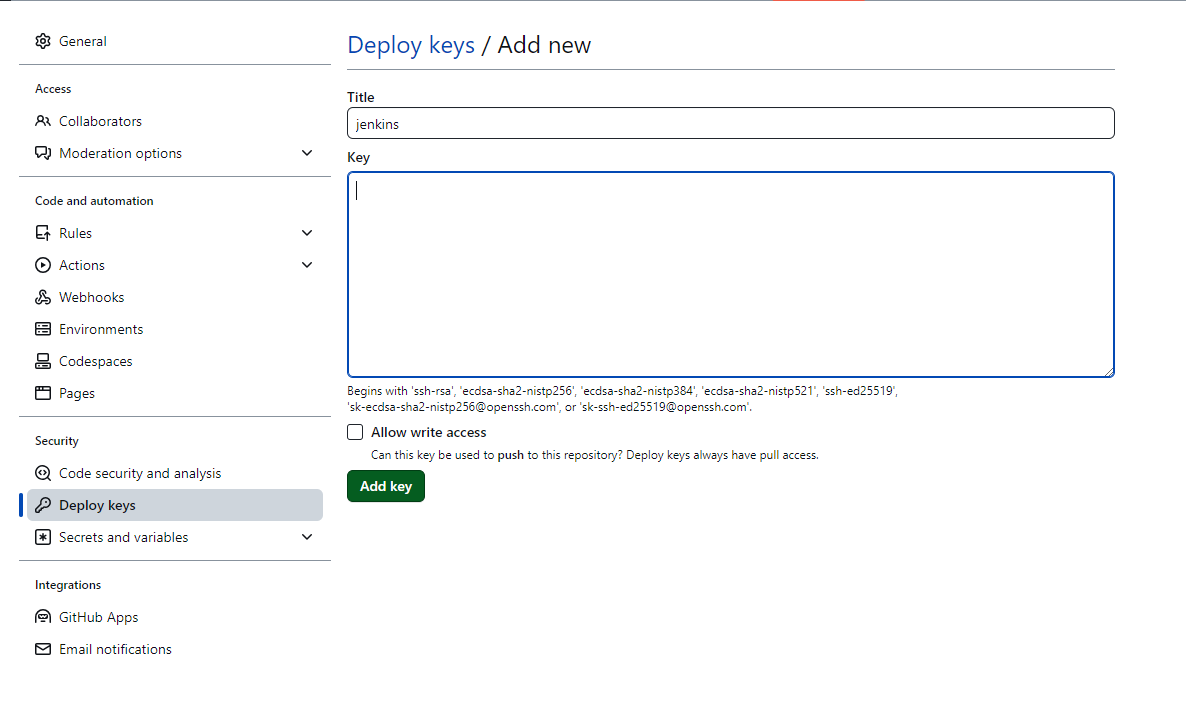 General
Access
Collaborators
Moderation options
Code and automation
Rules
Actions
Webhooks
Environments
Codespaces
Pages
Security
Code security and analysis
Deploy keys
Secrets and variables
Integrations
GitHub Apps
Email notifications
Deploy keys / Add new
Title
jenkins
Key
Begins with 'ssh-rsa', 'ecdsa-sha2-nistp256', 'ecdsa-sha2-nistp384', 'ecdsa-sha2-nistp521', 'ssh-ed25519',
'sk-ecdsa-sha2-nistp256@openssh.com', or 'sk-ssh-ed25519@openssh.com'.
Allow write access
Can this key be used to push to this repository? Deploy keys always have pull access.
Add key